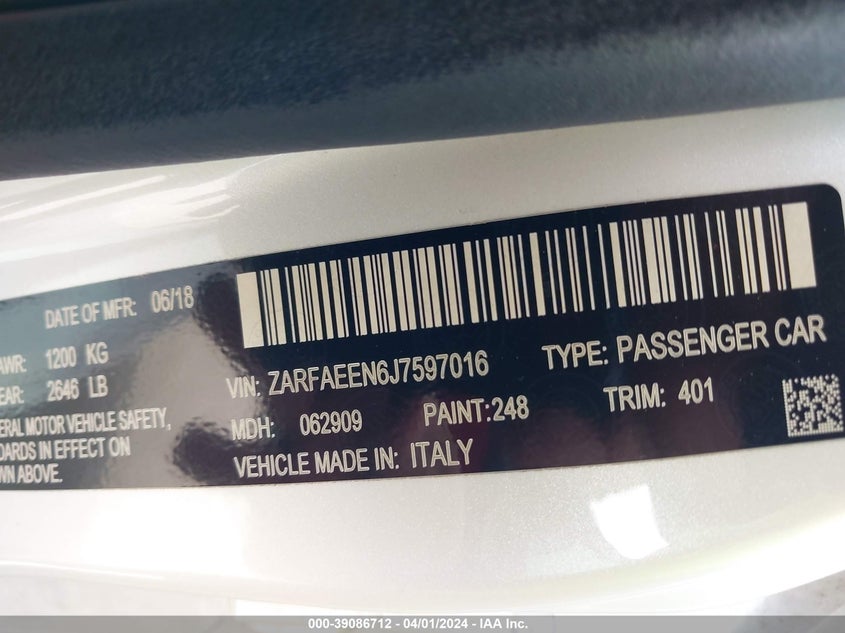 DATE OF MFR: 06/18
AWR: 1200 KG
EAR: 2646 LB
ERAL MOTOR VEHICLE SAFETY,
DARDS IN EFFECT ON
WN ABOVE.
VIN: ZARFAEEN6J7597016 TYPE: PASSENGER CAR
MDH: 062909 PAINT:248 TRIM: 401
VEHICLE MADE IN: ITALY
000-39086712 - 04/01/2024 - IAA Inc.